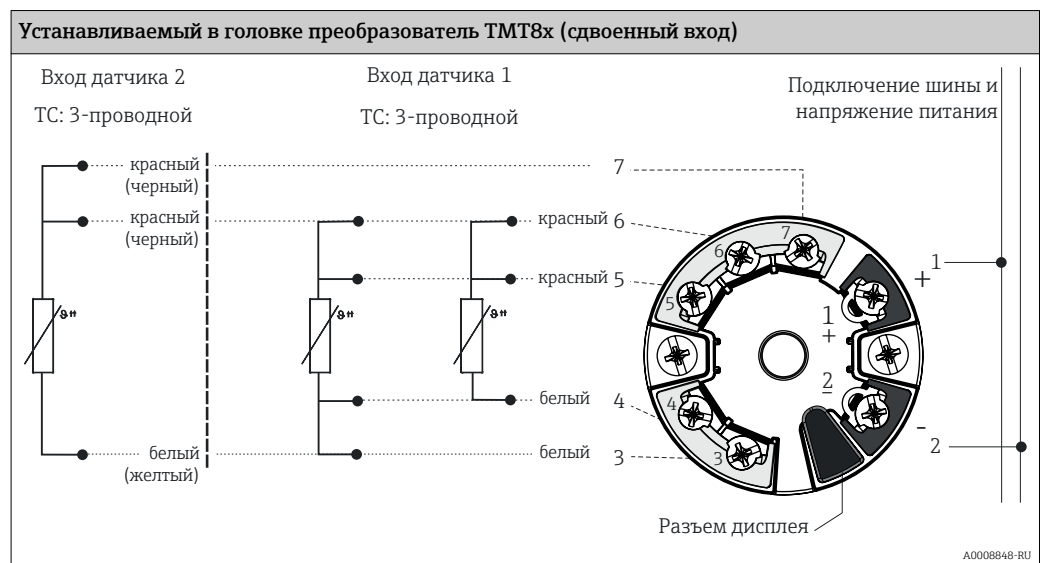 Устанавливаемый в головке преобразователь TMT8x (сдвоенный вход)
Вход датчика 2
ТС: 3-проводной
Вход датчика 1
ТС: 3-проводной
Подключение шины и
напряжение питания
красный
(черный)
красный
(черный)
белый
(желтый)
красный
красный
белый
белый
7
6
5
4
3
7
6
5
4
3
1
+
2
+
1
-
2
ϑ
ϑ
ϑ
Разъем дисплея
A0008848-RU